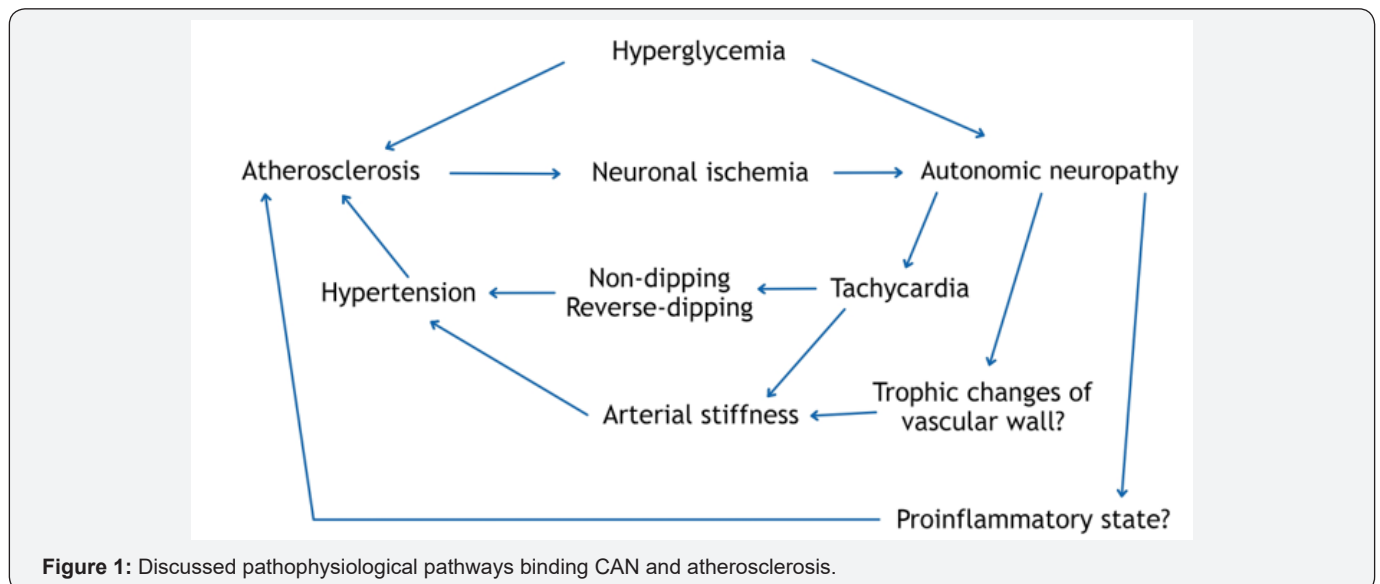 Hyperglycemia
Atherosclerosis
Neuronal ischemia
Autonomic neuropathy
Hypertension
Non-dipping
Reverse-dipping
Tachycardia
Arterial stiffness
Trophic changes of
vascular wall?
Proinflammatory state?
Figure 1: Discussed pathophysiological pathways binding CAN and atherosclerosis.